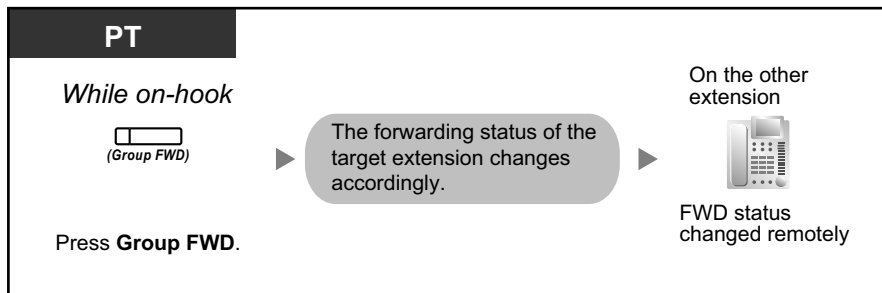 PT
While on-hook
(Group FWD)
Press Group FWD.
The forwarding status of the
target extension changes
accordingly.
On the other
extension
FWD status
changed remotely